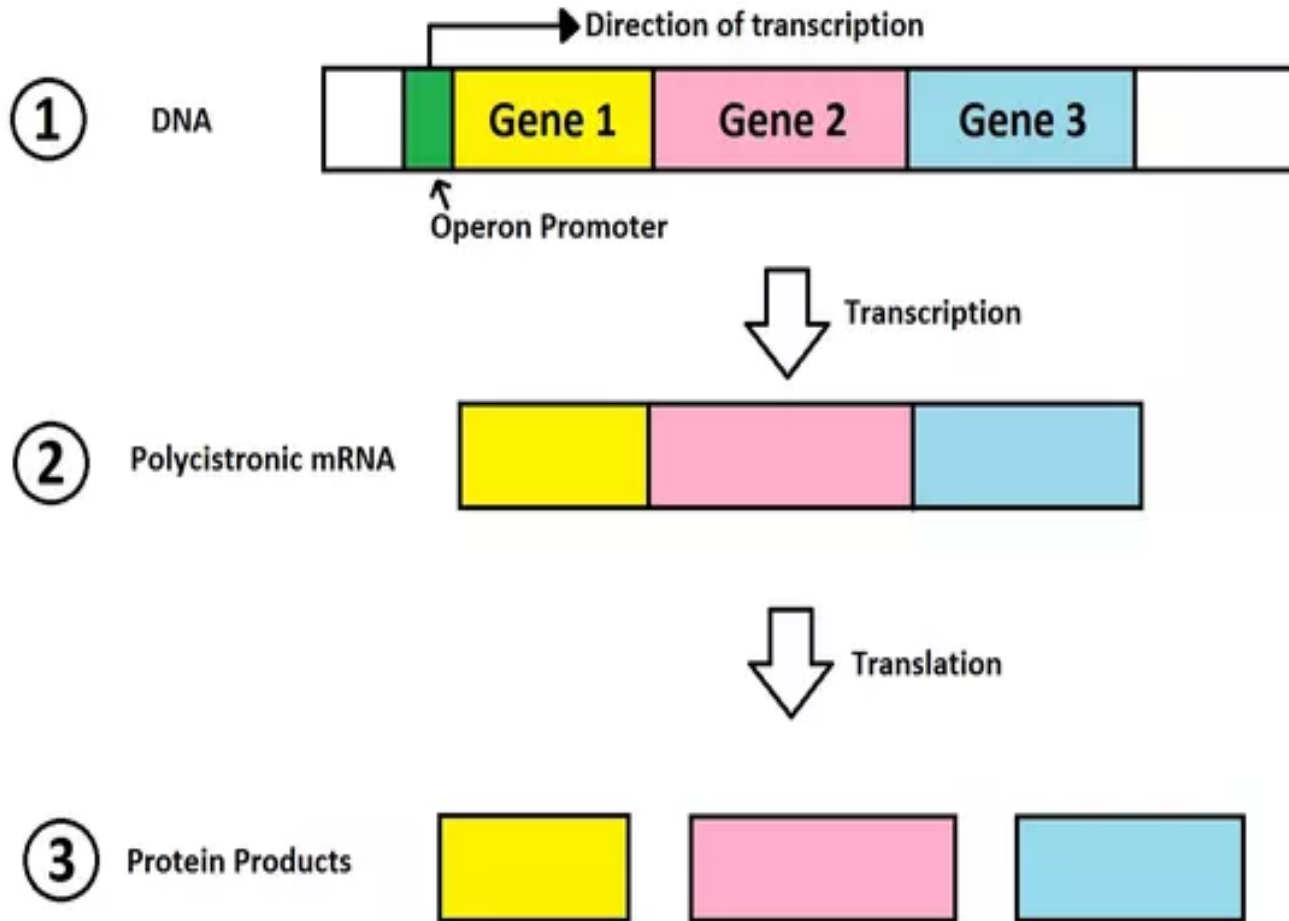 Direction of transcription
1
DNA
Gene 1
Gene 2
Gene 3
Operon Promoter
Transcription
2
Polycistronic mRNA
Translation
3
Protein Products